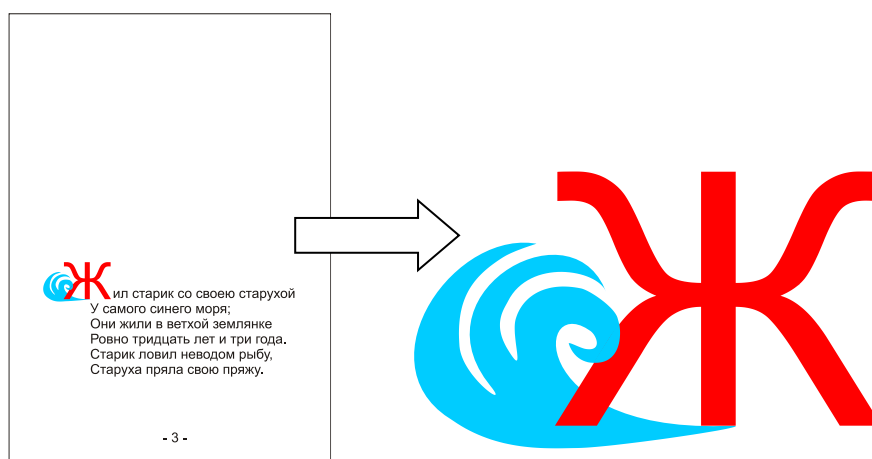 Жил старик со своею старухой
У самого синего моря;
Они жили в ветхой землянке
Ровно тридцать лет и три года.
Старик ловил неводом рыбу,
Старуха пряла свою пряжу.
- 3 -
Ж